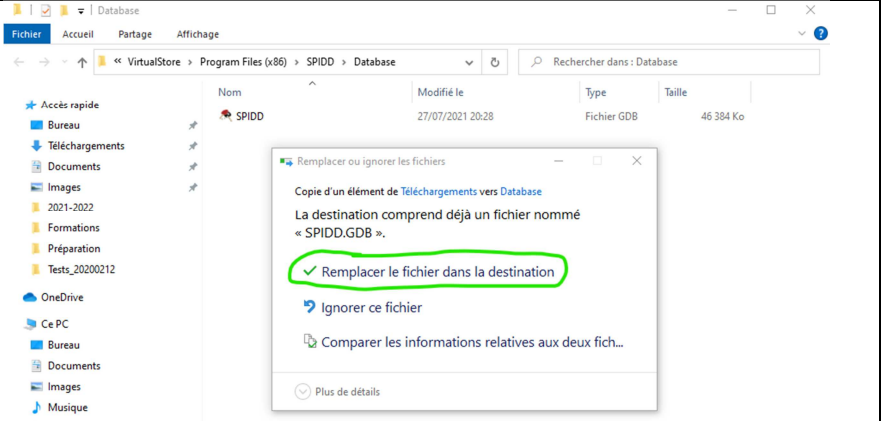 Database
Fichier Accueil Partage Affichage
« VirtualStore › Program Files (x86) › SPIDD › Database
Rechercher dans : Database
Nom Modifié le Type Taille
SPIDD 27/07/2021 20:28 Fichier GDB 46 384 Ko
Accès rapide
Bureau
Téléchargements
Documents
Images
2021-2022
Formations
Préparation
Tests_20200212
OneDrive
Ce PC
Bureau
Documents
Images
Musique
Remplacer ou ignorer les fichiers
Copie d'un élément de Téléchargements vers Database
La destination comprend déjà un fichier nommé
« SPIDD.GDB ».
Remplacer le fichier dans la destination
Ignorer ce fichier
Comparer les informations relatives aux deux fich...
Plus de détails